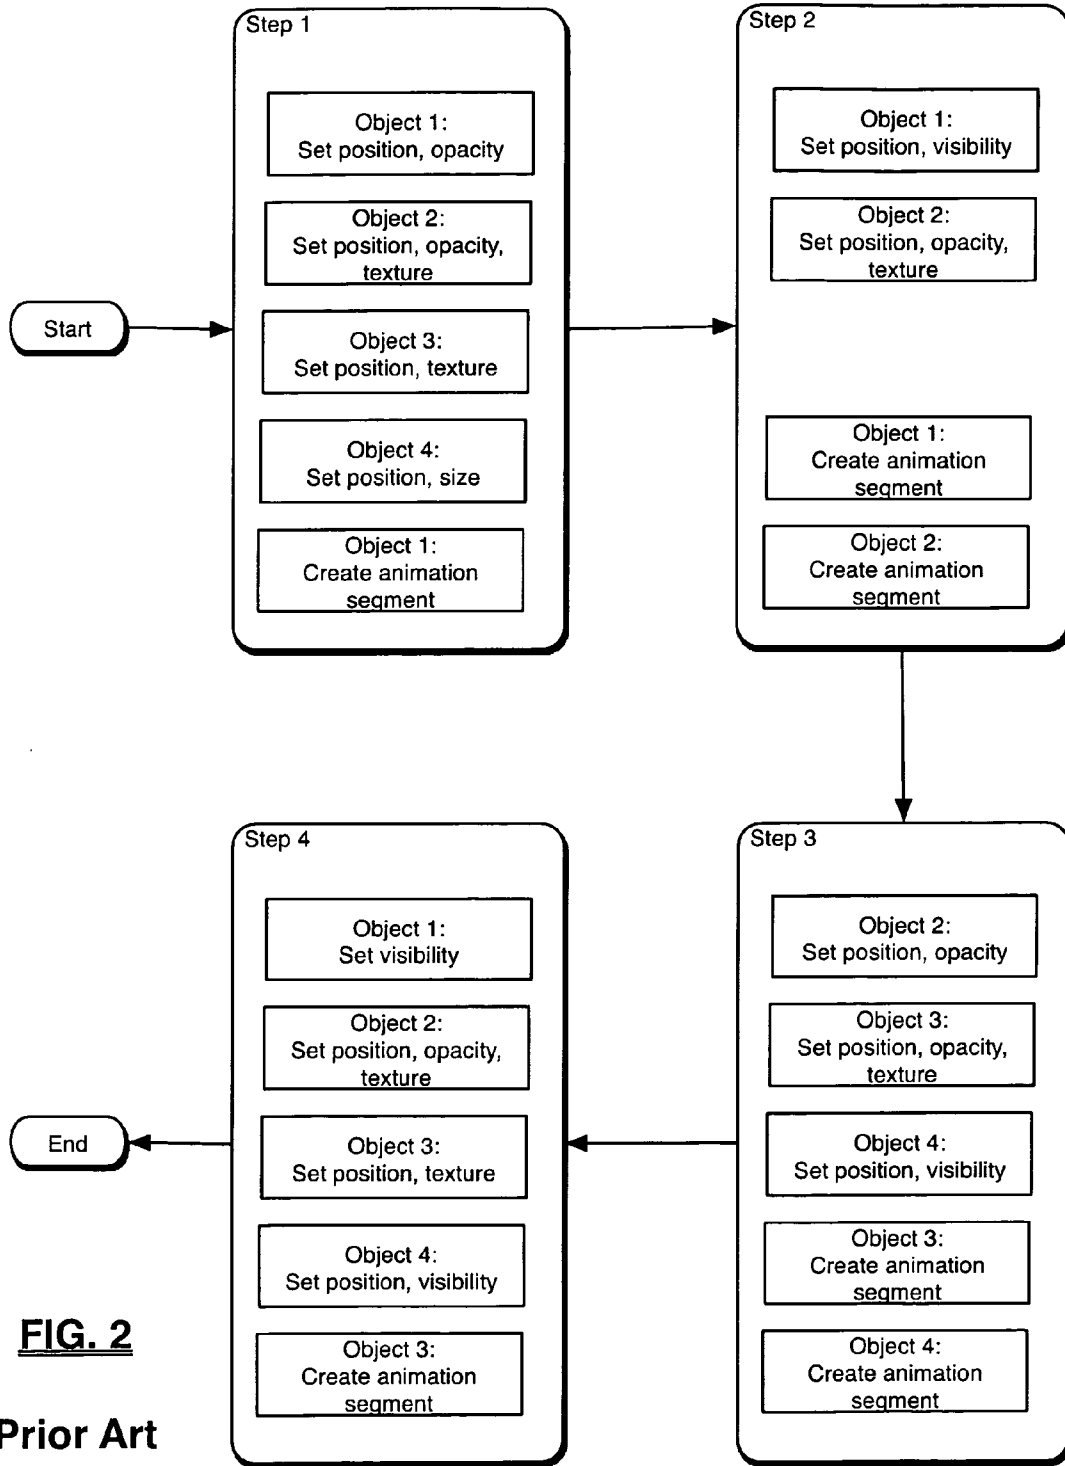 Step 1
Object 1:
Set position, opacity
Object 2:
Set position, opacity,
texture
Object 3:
Set position, texture
Object 4:
Set position, size
Object 1:
Create animation
segment
Start
Step 2
Object 1:
Set position, visibility
Object 2:
Set position, opacity,
texture
Object 1:
Create animation
segment
Object 2:
Create animation
segment
Step 3
Object 2:
Set position, opacity
Object 3:
Set position, opacity,
texture
Object 4:
Set position, visibility
Object 3:
Create animation
segment
Object 4:
Create animation
segment
Step 4
Object 1:
Set visibility
Object 2:
Set position, opacity,
texture
Object 3:
Set position, texture
Object 4:
Set position, visibility
Object 3:
Create animation
segment
End
FIG. 2
Prior Art